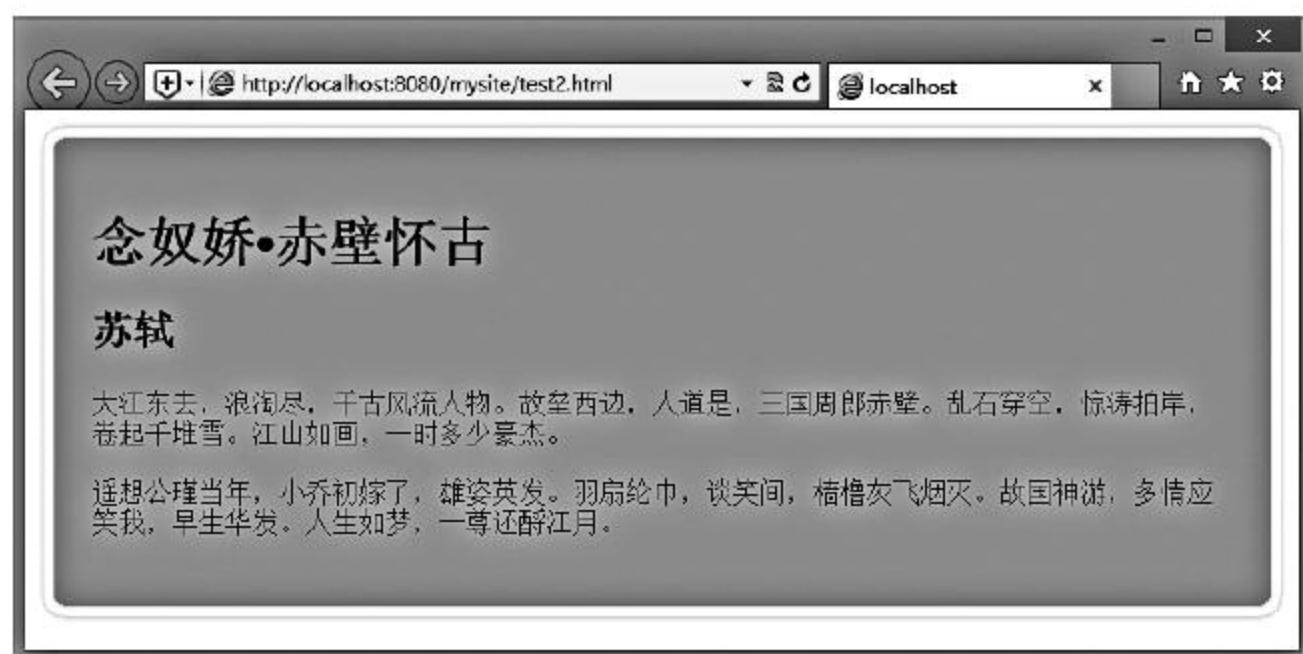 http://localhost:8080/mysite/test2.html
localhost
念奴娇•赤壁怀古
苏轼
大江东去，浪淘尽，千古风流人物。故垒西边，人道是，三国周郎赤壁。乱石穿空，惊涛拍岸，
卷起千堆雪。江山如画，一时多少豪杰。
遥想公瑾当年，小乔初嫁了，雄姿英发。羽扇纶巾，谈笑间，樯橹灰飞烟灭。故国神游，多情应
笑我，早生华发。人生如梦，一尊还酹江月。